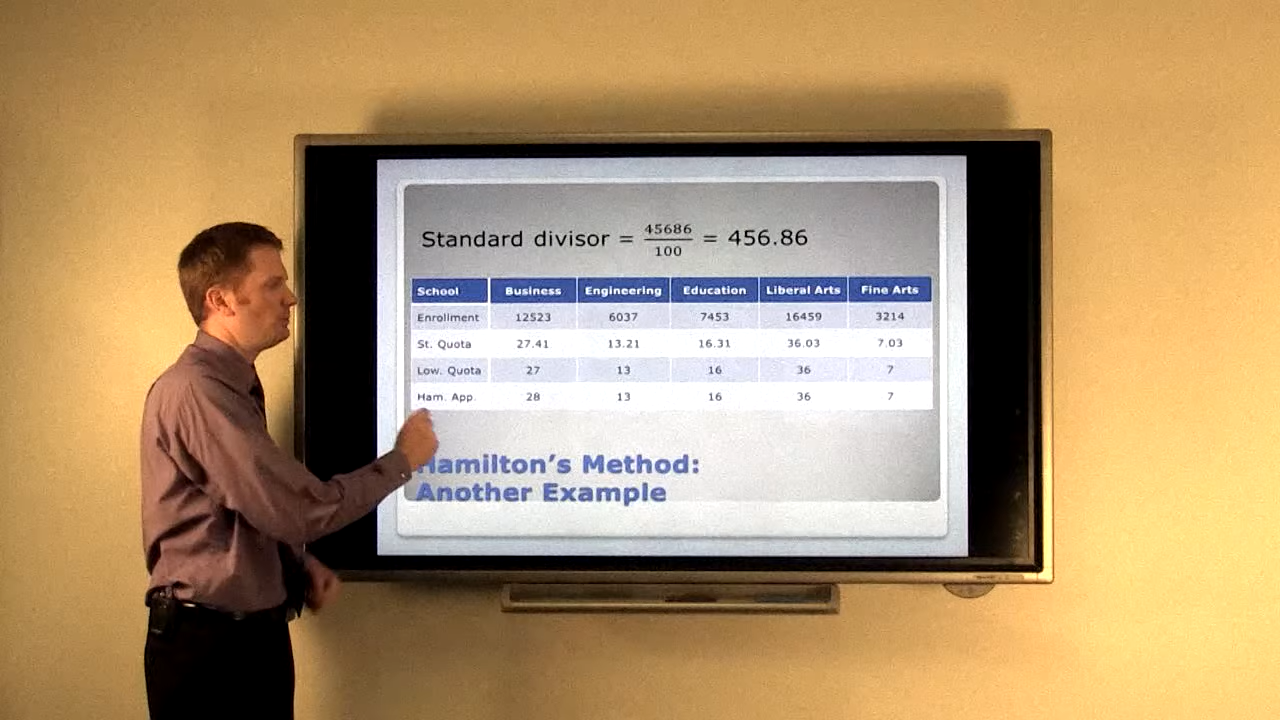 Standard divisor = 45686/100 = 456.86
School Business Engineering Education Liberal Arts Fine Arts
Enrollment 12523 6037 7453 16459 3214
St. Quota 27.41 13.21 16.31 36.03 7.03
Low. Quota 27 13 16 36 7
Ham. App. 28 13 16 36 7
Hamilton's Method:
Another Example